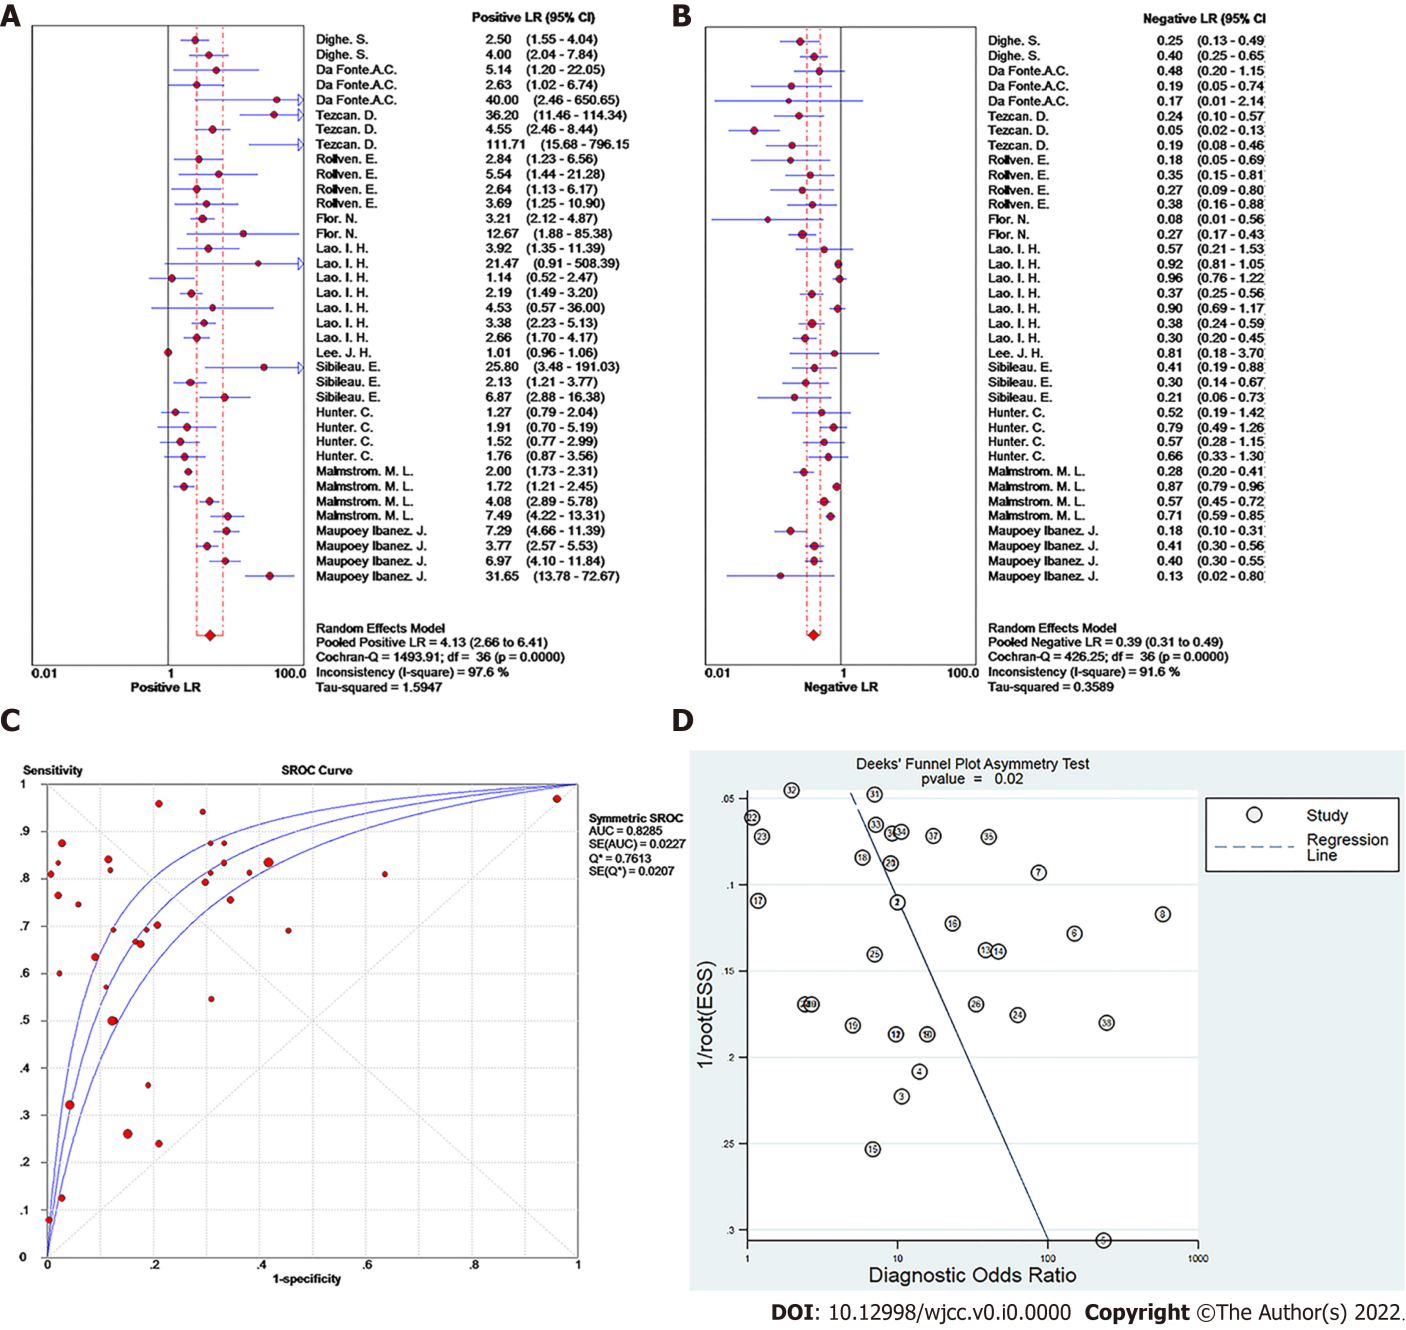 A
Positive LR (95% CI)
Dighe. S. 2.50 (1.55 - 4.04)
Dighe. S. 4.00 (2.04 - 7.84)
Da Fonte.A.C. 5.14 (1.20 - 22.05)
Da Fonte.A.C. 2.63 (1.02 - 6.74)
Da Fonte.A.C. 40.00 (2.46 - 650.65)
Tezcan. D. 36.20 (11.46 - 114.34)
Tezcan. D. 4.55 (2.46 - 8.44)
Tezcan. D. 111.71 (15.68 - 796.15
Rollven. E. 2.84 (1.23 - 6.56)
Rollven. E. 5.54 (1.44 - 21.28)
Rollven. E. 2.64 (1.13 - 6.17)
Rollven. E. 3.69 (1.25 - 10.90)
Flor. N. 3.21 (2.12 - 4.87)
Flor. N. 12.67 (1.88 - 85.38)
Lao. I. H. 3.92 (1.35 - 11.39)
Lao. I. H. 21.47 (0.91 - 508.39)
Lao. I. H. 1.14 (0.52 - 2.47)
Lao. I. H. 2.19 (1.49 - 3.20)
Lao. I. H. 4.53 (0.57 - 36.00)
Lao. I. H. 3.38 (2.23 - 5.13)
Lao. I. H. 2.66 (1.70 - 4.17)
Lee. J. H. 1.01 (0.96 - 1.06)
Sibileau. E. 25.80 (3.48 - 191.03)
Sibileau. E. 2.13 (1.21 - 3.77)
Sibileau. E. 6.87 (2.88 - 16.38)
Hunter. C. 1.27 (0.79 - 2.04)
Hunter. C. 1.91 (0.70 - 5.19)
Hunter. C. 1.52 (0.77 - 2.99)
Hunter. C. 1.76 (0.87 - 3.56)
Malmstrom. M. L. 2.00 (1.73 - 2.31)
Malmstrom. M. L. 1.72 (1.21 - 2.45)
Malmstrom. M. L. 4.08 (2.89 - 5.78)
Malmstrom. M. L. 7.49 (4.22 - 13.31)
Maupoey Ibanez. J. 7.29 (4.66 - 11.39)
Maupoey Ibanez. J. 3.77 (2.57 - 5.53)
Maupoey Ibanez. J. 6.97 (4.10 - 11.84)
Maupoey Ibanez. J. 31.65 (13.78 - 72.67)
Random Effects Model
Pooled Positive LR = 4.13 (2.66 to 6.41)
Cochran-Q = 1493.91; df = 36 (p = 0.0000)
Inconsistency (I-square) = 97.6 %
Tau-squared = 1.5947
0.01 1 100.0
Positive LR
B
Negative LR (95% CI
Dighe. S. 0.25 (0.13 - 0.49
Dighe. S. 0.40 (0.25 - 0.65
Da Fonte.A.C. 0.48 (0.20 - 1.15
Da Fonte.A.C. 0.19 (0.05 - 0.74
Da Fonte.A.C. 0.17 (0.01 - 2.14
Tezcan. D. 0.24 (0.10 - 0.57
Tezcan. D. 0.05 (0.02 - 0.13
Tezcan. D. 0.19 (0.08 - 0.46
Rollven. E. 0.18 (0.05 - 0.69
Rollven. E. 0.35 (0.15 - 0.81
Rollven. E. 0.27 (0.09 - 0.80
Rollven. E. 0.38 (0.16 - 0.88
Flor. N. 0.08 (0.01 - 0.56
Flor. N. 0.27 (0.17 - 0.43
Lao. I. H. 0.57 (0.21 - 1.53
Lao. I. H. 0.92 (0.81 - 1.05
Lao. I. H. 0.96 (0.76 - 1.22
Lao. I. H. 0.37 (0.25 - 0.56
Lao. I. H. 0.90 (0.69 - 1.17
Lao. I. H. 0.38 (0.24 - 0.59
Lao. I. H. 0.30 (0.20 - 0.45
Lee. J. H. 0.81 (0.18 - 3.70
Sibileau. E. 0.41 (0.19 - 0.88
Sibileau. E. 0.30 (0.14 - 0.67
Sibileau. E. 0.21 (0.06 - 0.73
Hunter. C. 0.52 (0.19 - 1.42
Hunter. C. 0.79 (0.49 - 1.26
Hunter. C. 0.57 (0.28 - 1.15
Hunter. C. 0.66 (0.33 - 1.30
Malmstrom. M. L. 0.28 (0.20 - 0.41
Malmstrom. M. L. 0.87 (0.79 - 0.96
Malmstrom. M. L. 0.57 (0.45 - 0.72
Malmstrom. M. L. 0.71 (0.59 - 0.85
Maupoey Ibanez. J. 0.18 (0.10 - 0.31
Maupoey Ibanez. J. 0.41 (0.30 - 0.56
Maupoey Ibanez. J. 0.40 (0.30 - 0.55
Maupoey Ibanez. J. 0.13 (0.02 - 0.80
Random Effects Model
Pooled Negative LR = 0.39 (0.31 to 0.49)
Cochran-Q = 426.25; df = 36 (p = 0.0000)
Inconsistency (I-square) = 91.6 %
Tau-squared = 0.3589
0.01 1 100.0
Negative LR
C
Sensitivity SROC Curve
1
.9
.8
.7
.6
.5
.4
.3
.2
.1
0
0 .2 .4 .6 .8 1
1-specificity
Symmetric SROC
AUC = 0.8285
SE(AUC) = 0.0227
Q* = 0.7613
SE(Q*) = 0.0207
D
Deeks' Funnel Plot Asymmetry Test
pvalue = 0.02
1/root(ESS)
.05
.1
.15
.2
.25
.3
32
31
22
23
33
34
37
35
18
7
17
2
16
8
6
13
14
25
26
24
19
38
4
3
15
5
1 10 100 1000
Diagnostic Odds Ratio
Study
Regression
Line
DOI: 10.12998/wjcc.v0.i0.0000 Copyright ©The Author(s) 2022.